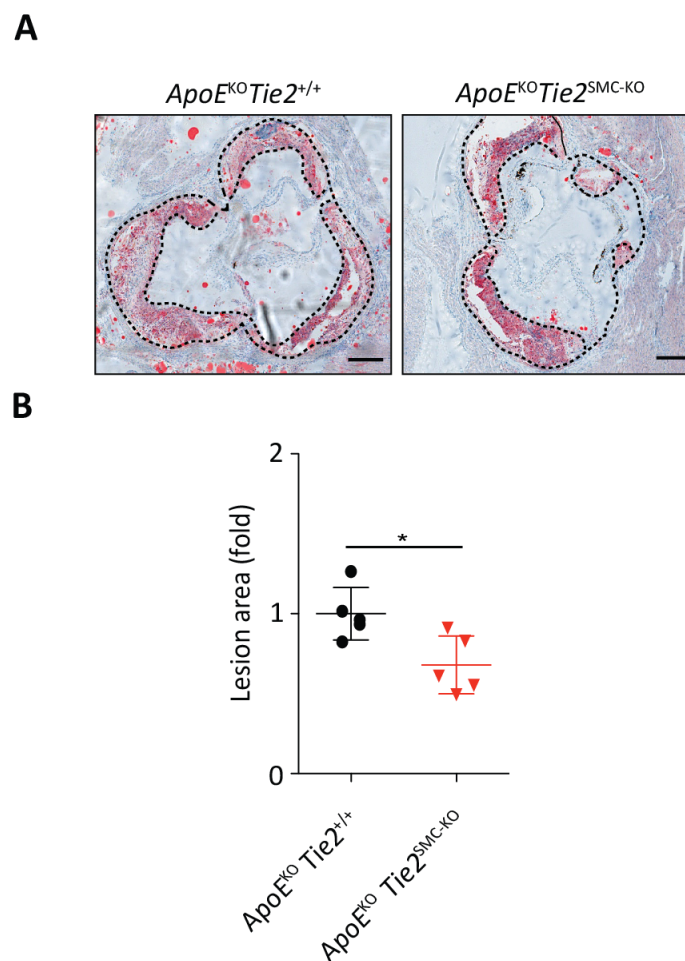 A
ApoE^KO Tie2^+/+
ApoE^KO Tie2^SMC-KO
B
Lesion area (fold)
2
1
0
*
ApoE^KO Tie2^+/+
ApoE^KO Tie2^SMC-KO